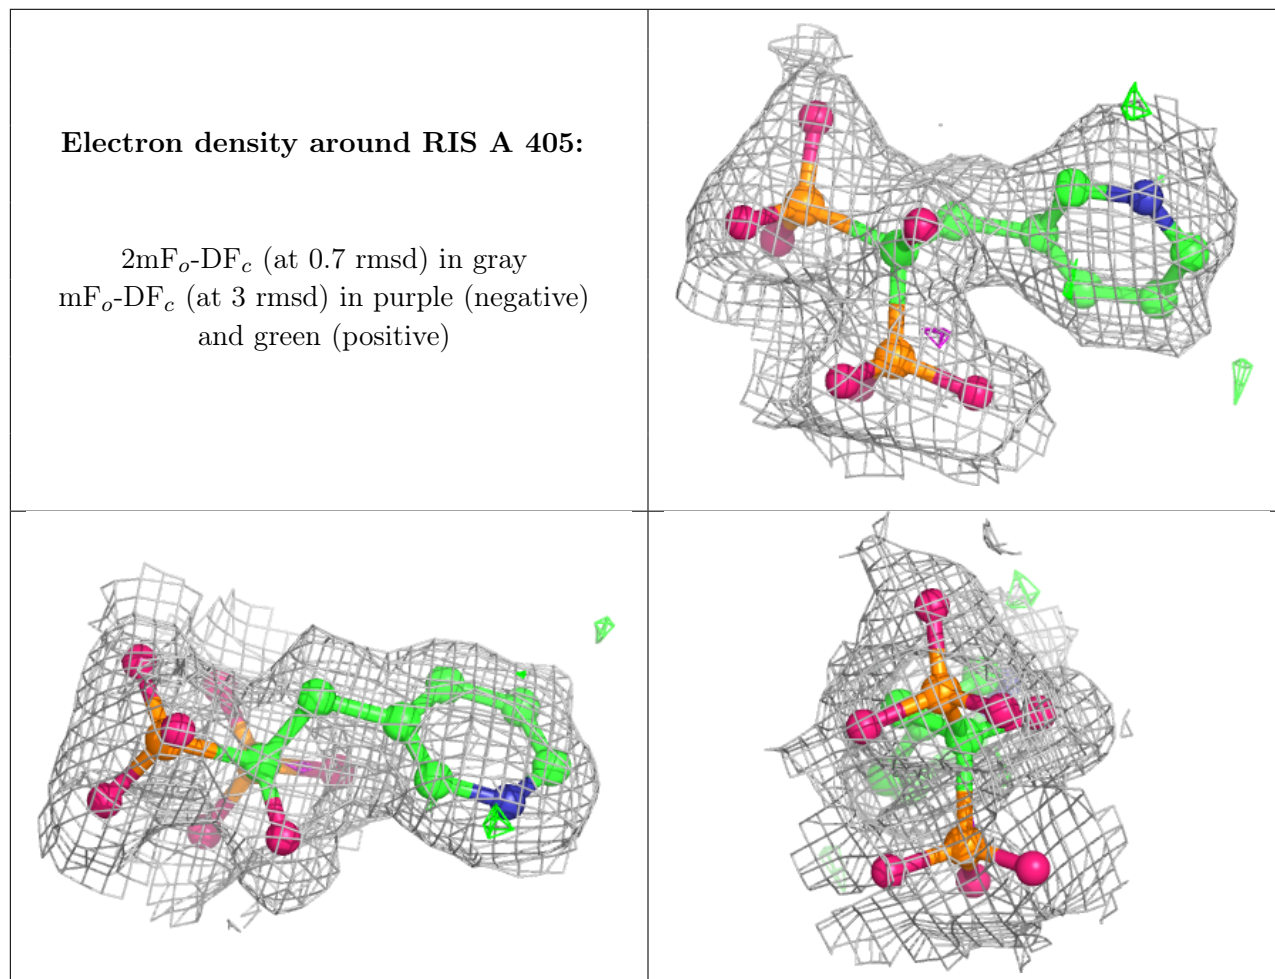 Electron density around RIS A 405:
2mFo-DFc (at 0.7 rmsd) in gray
mFo-DFc (at 3 rmsd) in purple (negative)
and green (positive)